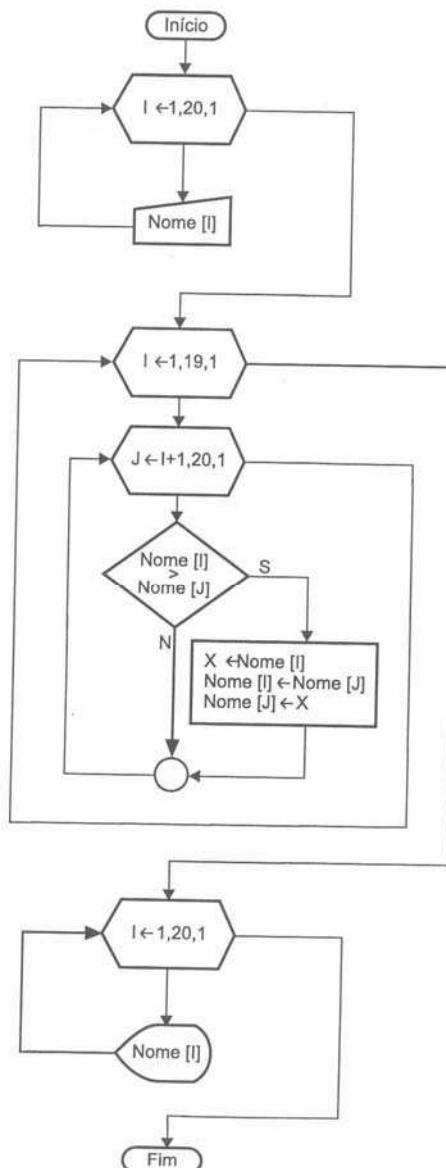 Início
I ←1,20,1
Nome [I]
I ←1,19,1
J ←I+1,20,1
Nome [I]
>
Nome [J]
S
N
X ←Nome [I]
Nome [I] ←Nome [J]
Nome [J] ←X
I ←1,20,1
Nome [I]
Fim